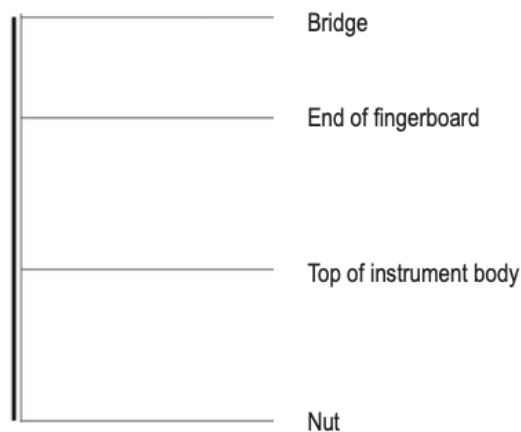 Bridge
End of fingerboard
Top of instrument body
Nut